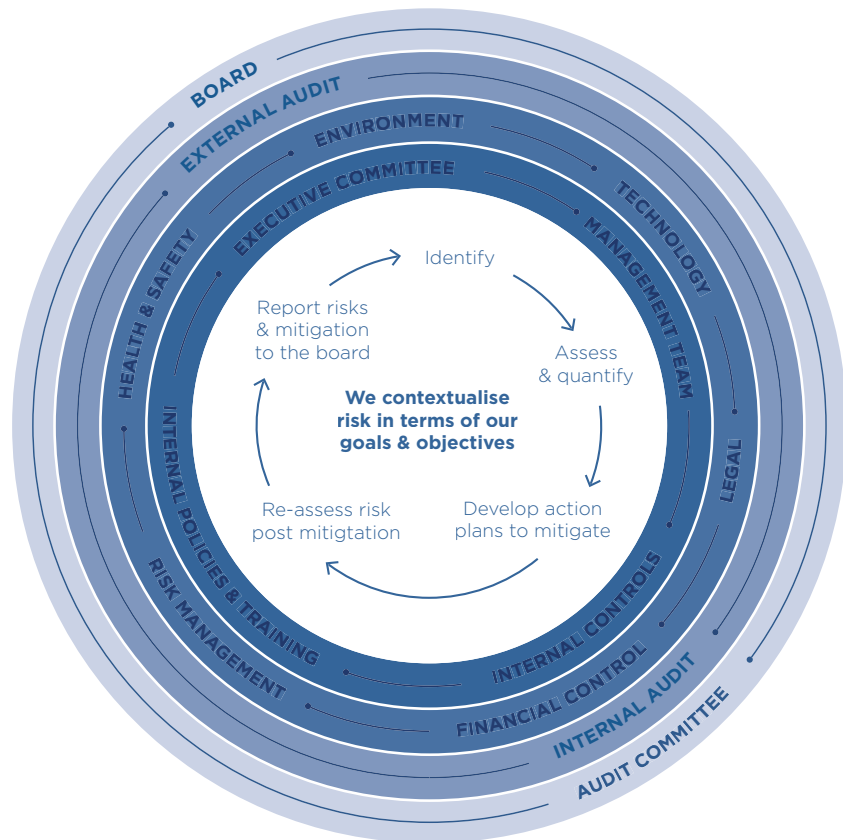 BOARD
AUDIT COMMITTEE
EXTERNAL AUDIT
INTERNAL AUDIT
ENVIRONMENT
TECHNOLOGY
LEGAL
FINANCIAL CONTROL
RISK MANAGEMENT
HEALTH & SAFETY
EXECUTIVE COMMITTEE
MANAGEMENT TEAM
INTERNAL CONTROLS
INTERNAL POLICIES & TRAINING
Identify
Assess
& quantify
Develop action
plans to mitigate
Re-assess risk
post mitigtation
Report risks
& mitigation
to the board
We contextualise
risk in terms of our
goals & objectives